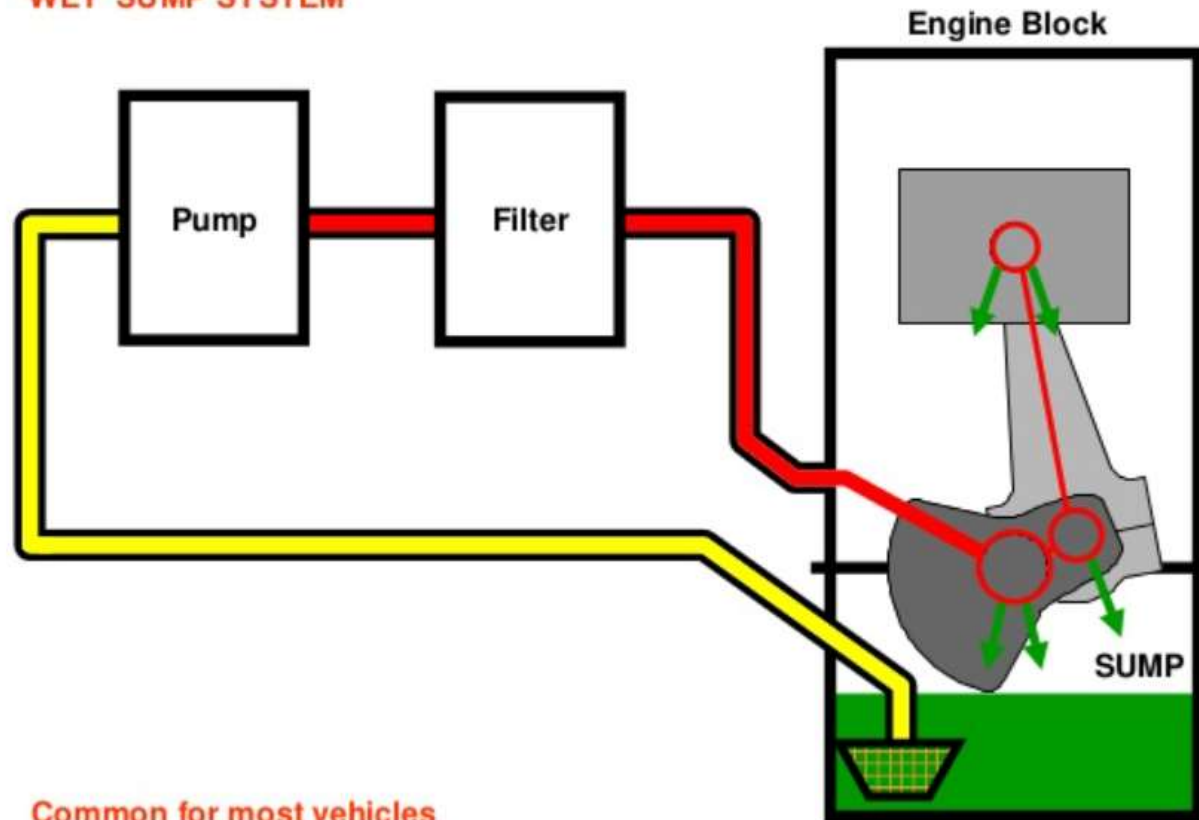 WET SUMP SYSTEM
Engine Block
Pump
Filter
SUMP
Common for most vehicles